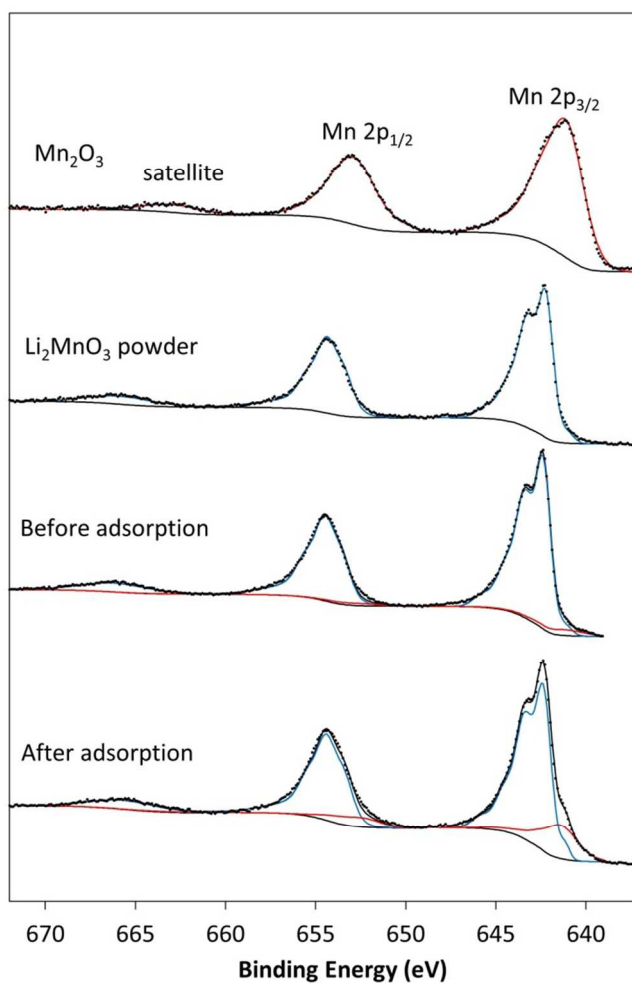 Mn 2p₃/₂
Mn 2p₁/₂
Mn₂O₃
satellite
Li₂MnO₃ powder
Before adsorption
After adsorption
670 665 660 655 650 645 640
Binding Energy (eV)